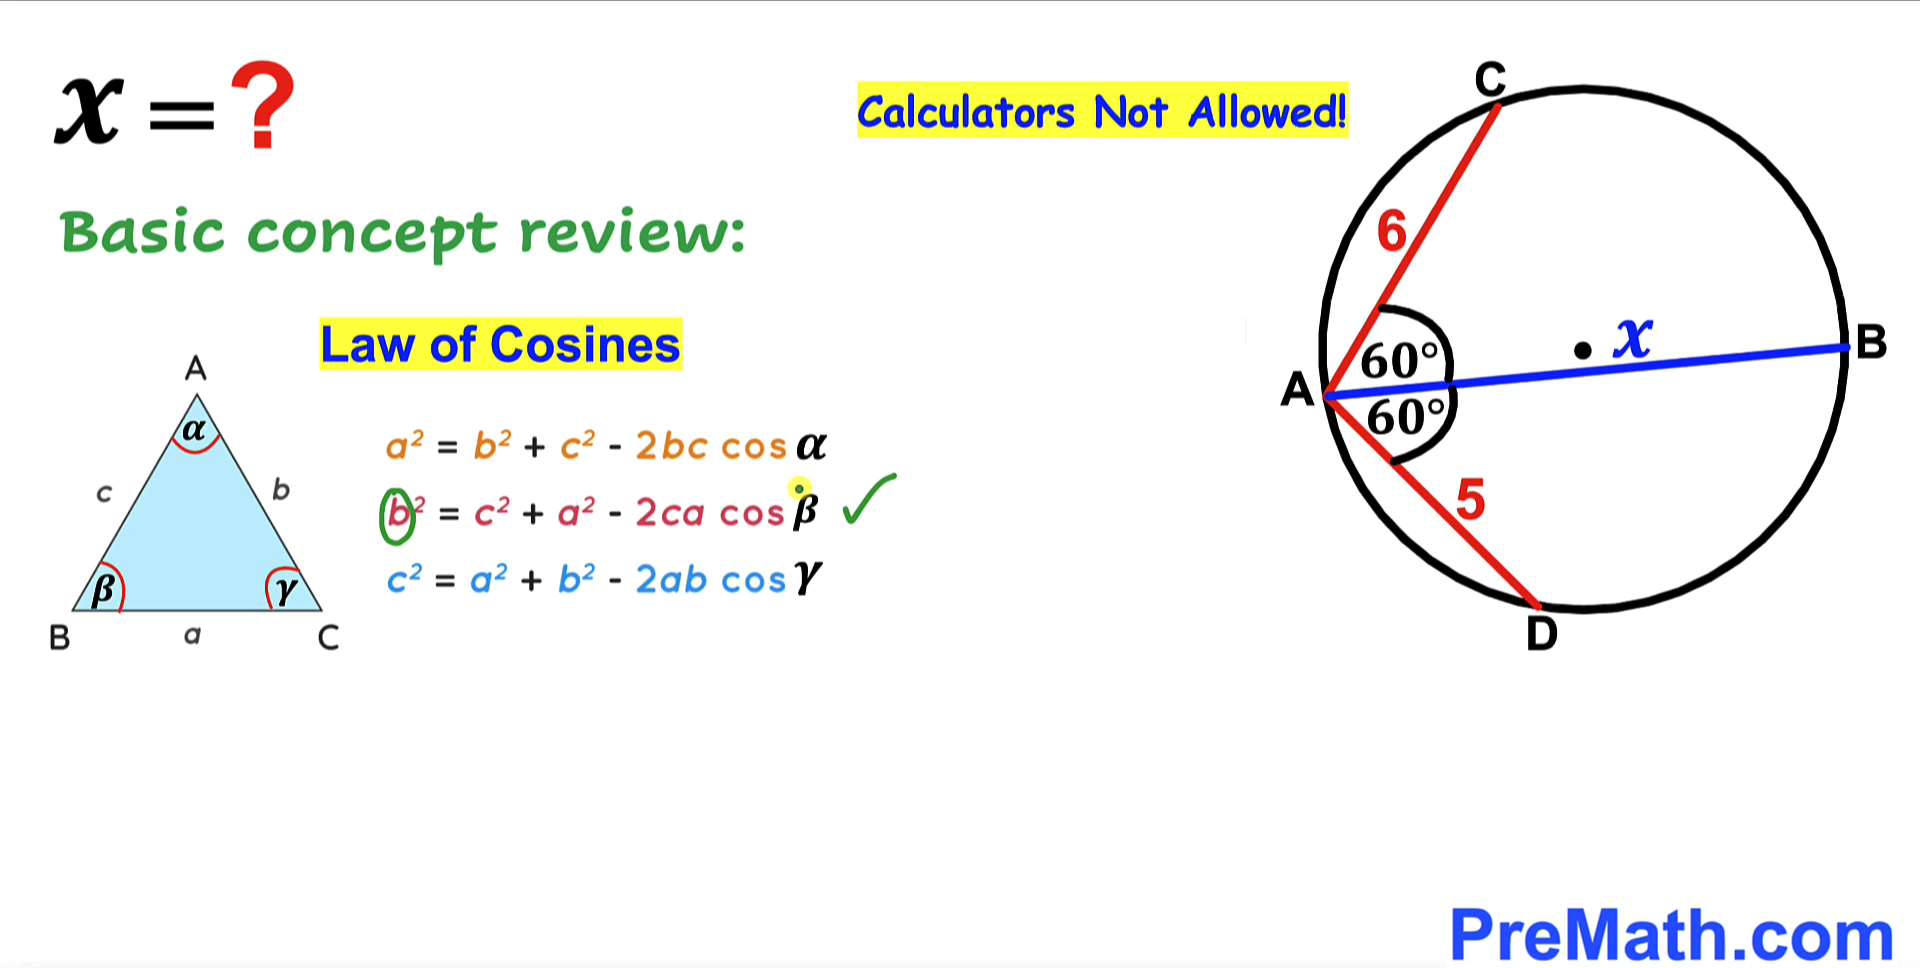 x = ?
Calculators Not Allowed!
Basic concept review:
Law of Cosines
A
α
c
b
β
γ
B
a
C
a² = b² + c² - 2bc cos α
b² = c² + a² - 2ca cos β
c² = a² + b² - 2ab cos γ
C
6
x
B
60°
A
60°
5
D
PreMath.com